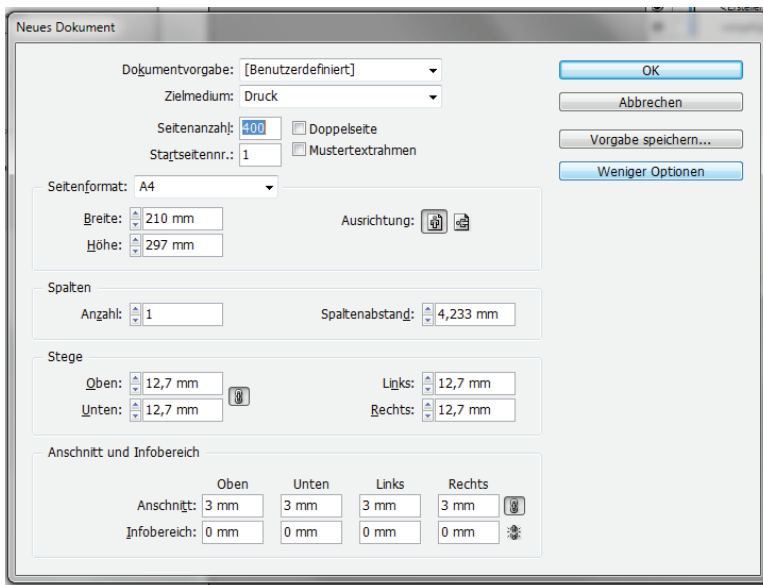 <Erstellen
Neues Dokument
Dokumentvorgabe: [Benutzerdefiniert]
OK
Zielmedium: Druck
Abbrechen
Seitenanzahl: 400 Doppelseite
Startseitennr.: 1 Mustertextrahmen
Vorgabe speichern...
Weniger Optionen
Seitenformat: A4
Breite: 210 mm Ausrichtung:
Höhe: 297 mm
Spalten
Anzahl: 1 Spaltenabstand: 4,233 mm
Stege
Oben: 12,7 mm Links: 12,7 mm
Unten: 12,7 mm Rechts: 12,7 mm
Anschnitt und Infobereich
Oben Unten Links Rechts
Anschnitt: 3 mm 3 mm 3 mm 3 mm
Infobereich: 0 mm 0 mm 0 mm 0 mm